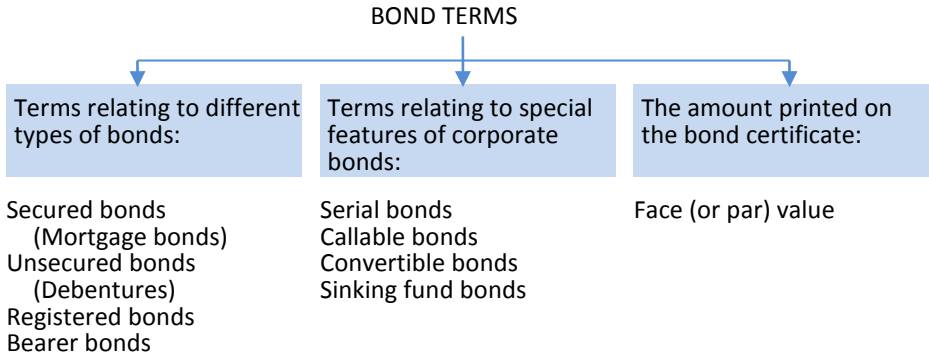 BOND TERMS
Terms relating to different
types of bonds:
Secured bonds
(Mortgage bonds)
Unsecured bonds
(Debentures)
Registered bonds
Bearer bonds
Terms relating to special
features of corporate
bonds:
Serial bonds
Callable bonds
Convertible bonds
Sinking fund bonds
The amount printed on
the bond certificate:
Face (or par) value